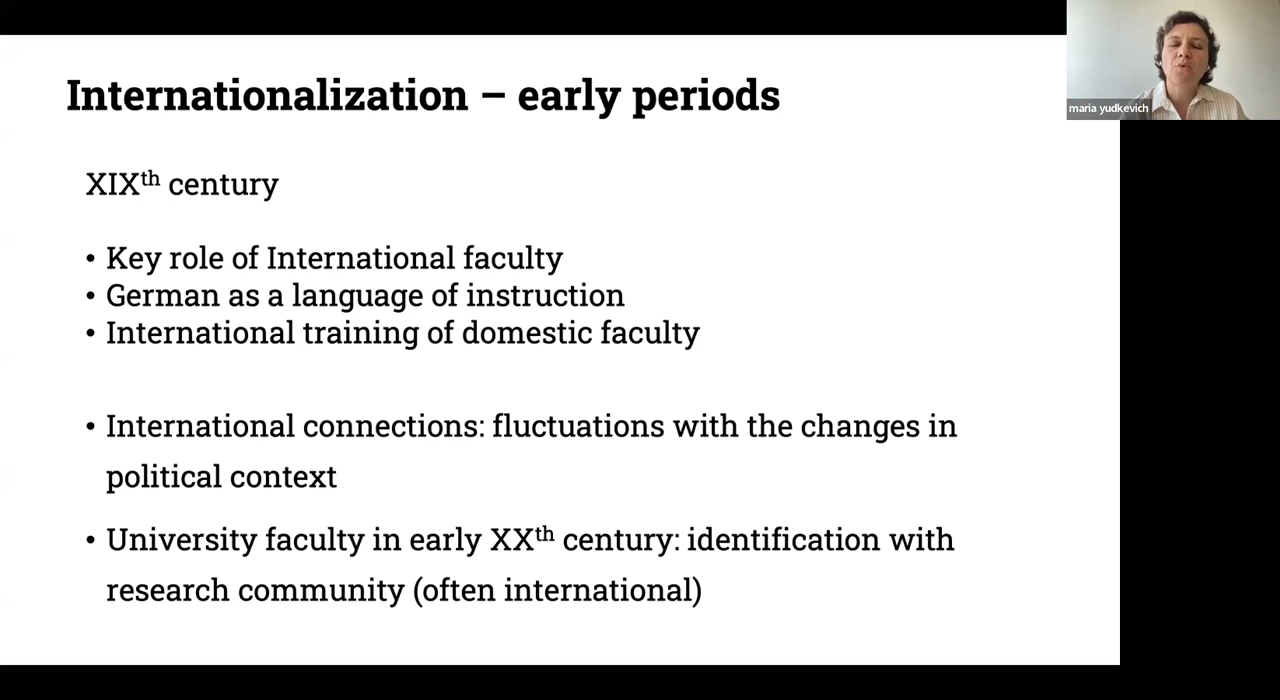 Internationalization – early periods
maria yudkevich
XIXth century
• Key role of International faculty
• German as a language of instruction
• International training of domestic faculty
• International connections: fluctuations with the changes in
political context
• University faculty in early XXth century: identification with
research community (often international)